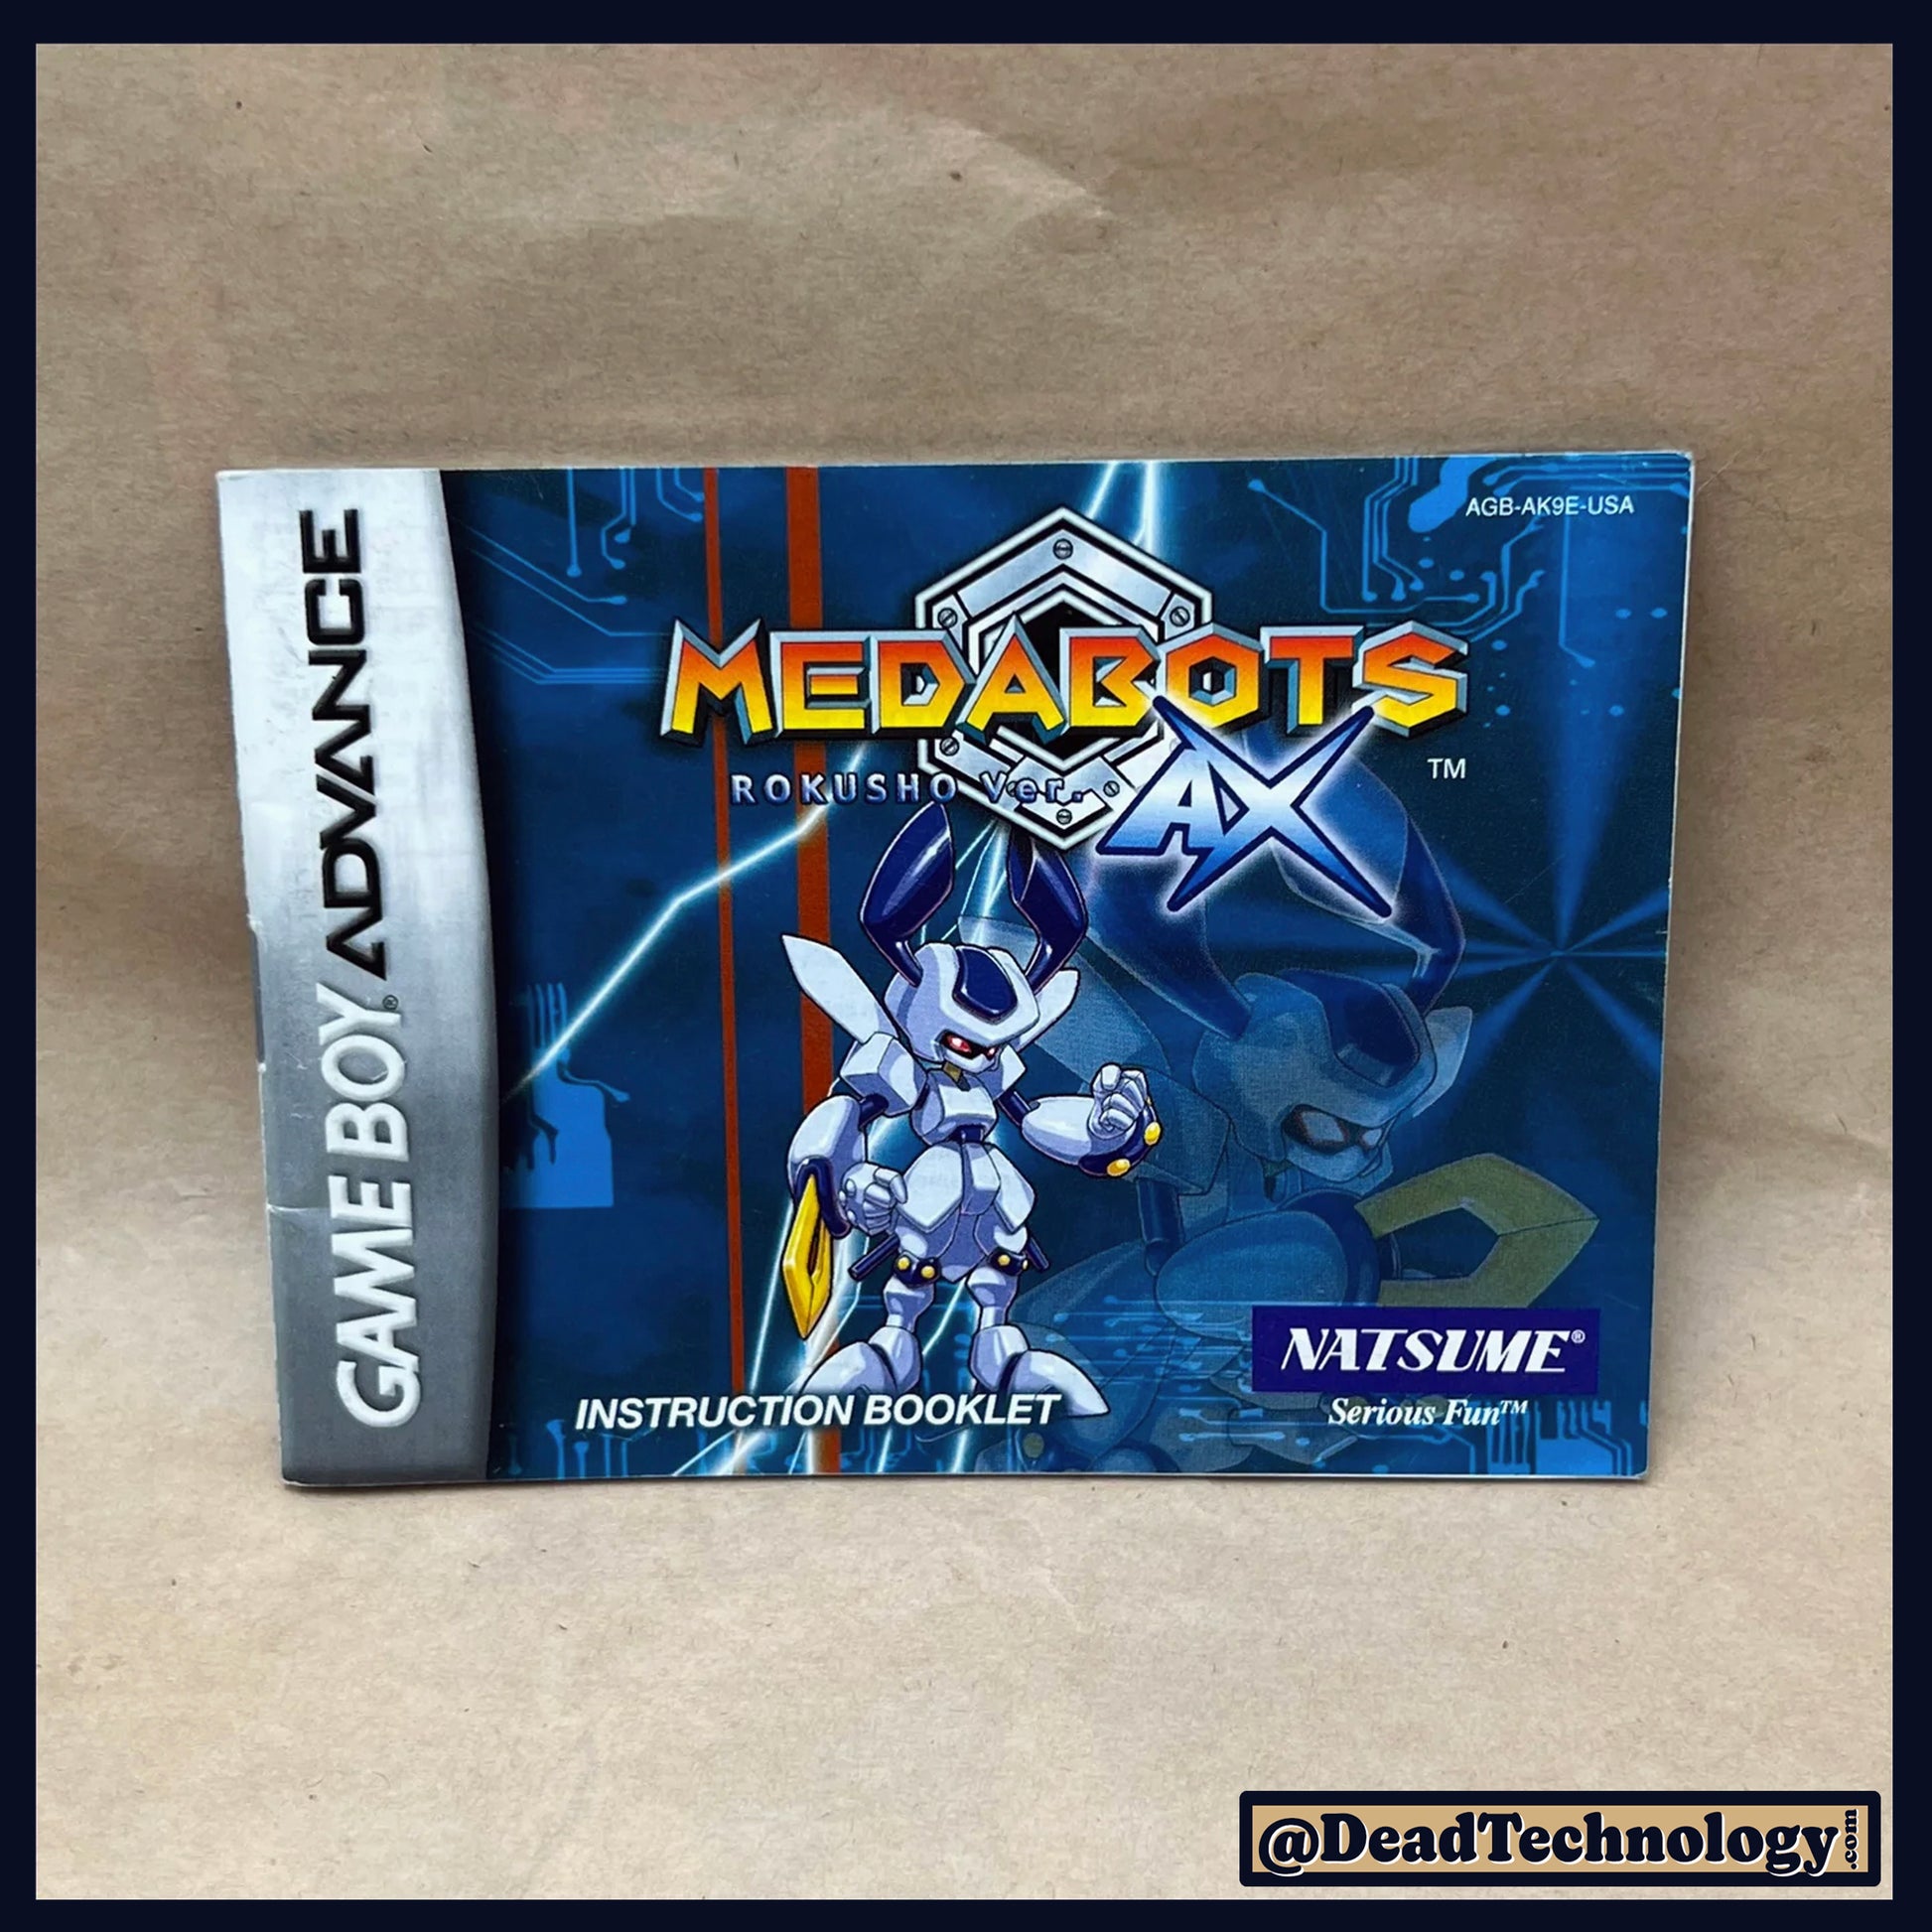 GAME BOY® ADVANCE
AGB-AK9E-USA
MEDABOTS
AX
TM
ROKUSHO Ver.
INSTRUCTION BOOKLET
NATSUME®
Serious Fun™
@DeadTechnology.com